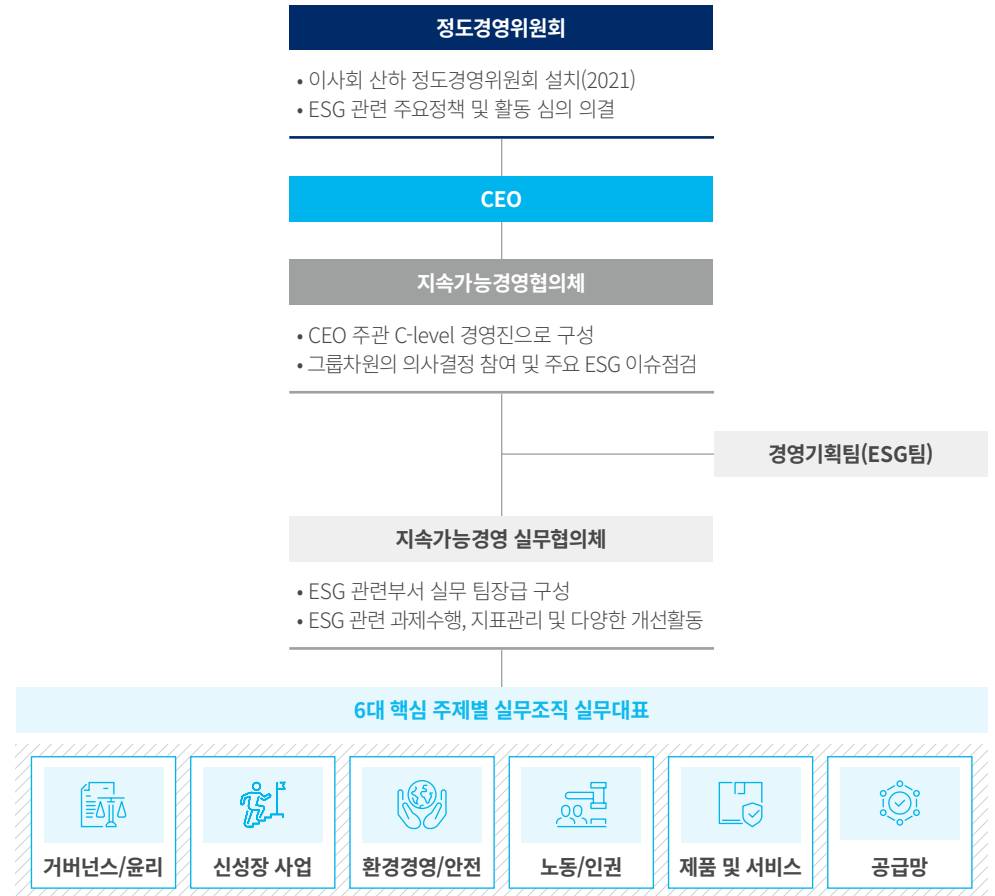 정도경영위원회
• 이사회 산하 정도경영위원회 설치(2021)
• ESG 관련 주요정책 및 활동 심의 의결
CEO
지속가능경영협의체
• CEO 주관 C-level 경영진으로 구성
• 그룹차원의 의사결정 참여 및 주요 ESG 이슈점검
경영기획팀(ESG팀)
지속가능경영 실무협의체
• ESG 관련부서 실무 팀장급 구성
• ESG 관련 과제수행, 지표관리 및 다양한 개선활동
6대 핵심 주제별 실무조직 실무대표
거버넌스/윤리
신성장 사업
환경경영/안전
노동/인권
제품 및 서비스
공급망